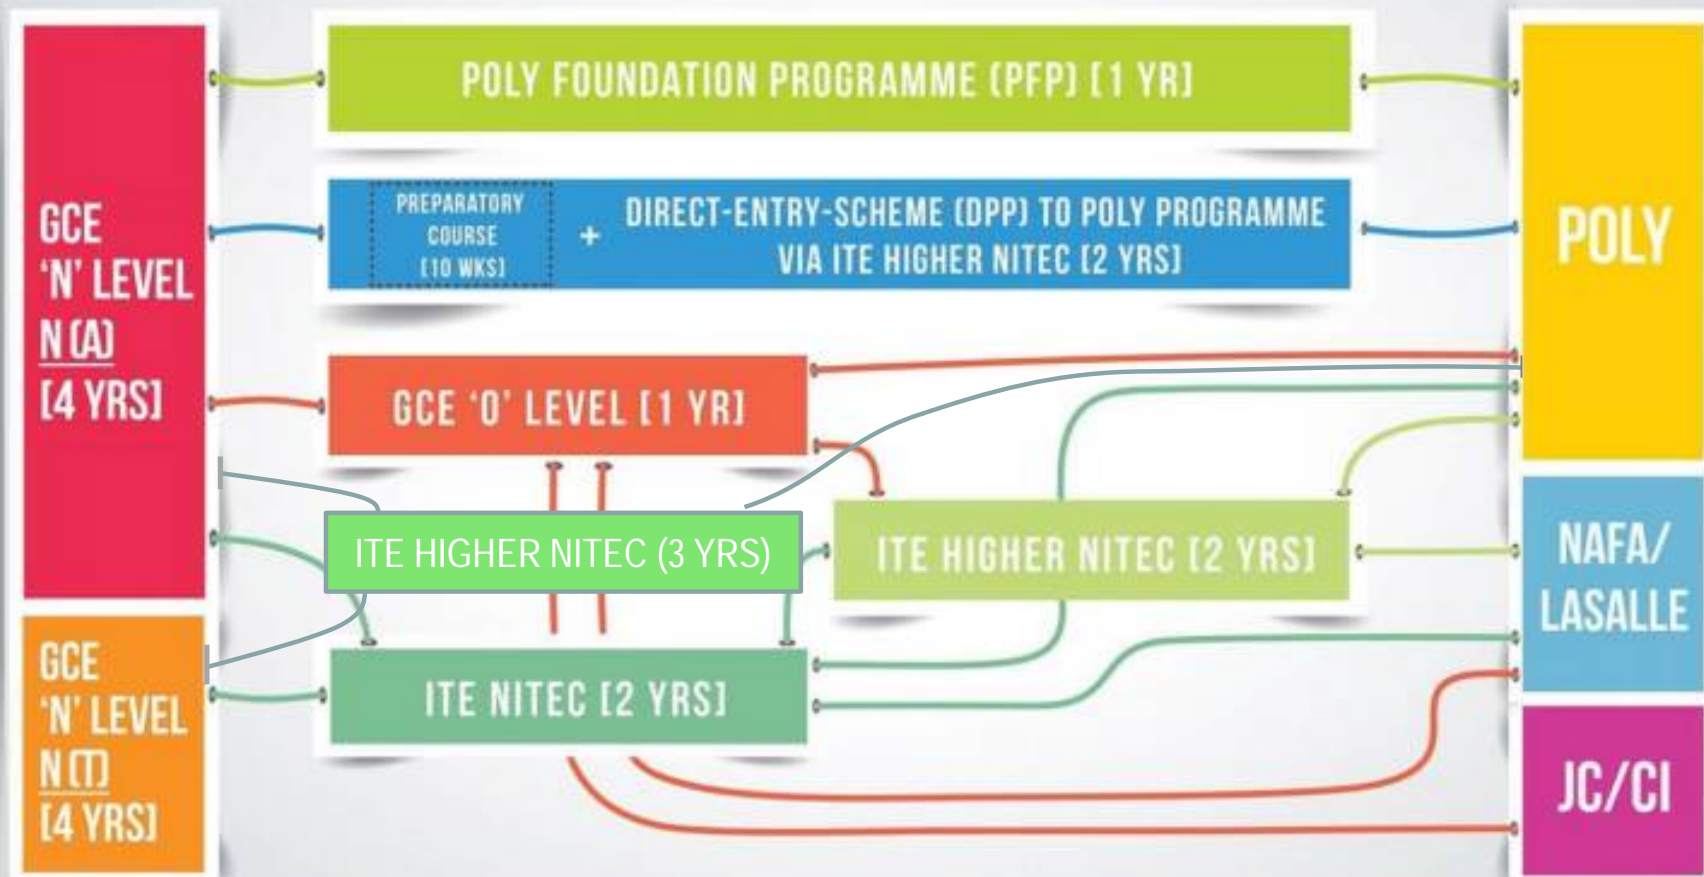 GCE
'N' LEVEL
N (A)
[4 YRS]
GCE
'N' LEVEL
N (T)
[4 YRS]
POLY FOUNDATION PROGRAMME (PFP) [1 YR]
PREPARATORY
COURSE
[10 WKS]
+
DIRECT-ENTRY-SCHEME (DPP) TO POLY PROGRAMME
VIA ITE HIGHER NITEC [2 YRS]
GCE 'O' LEVEL [1 YR]
ITE HIGHER NITEC (3 YRS)
ITE HIGHER NITEC [2 YRS]
ITE NITEC [2 YRS]
POLY
NAFA/
LASALLE
JC/CI